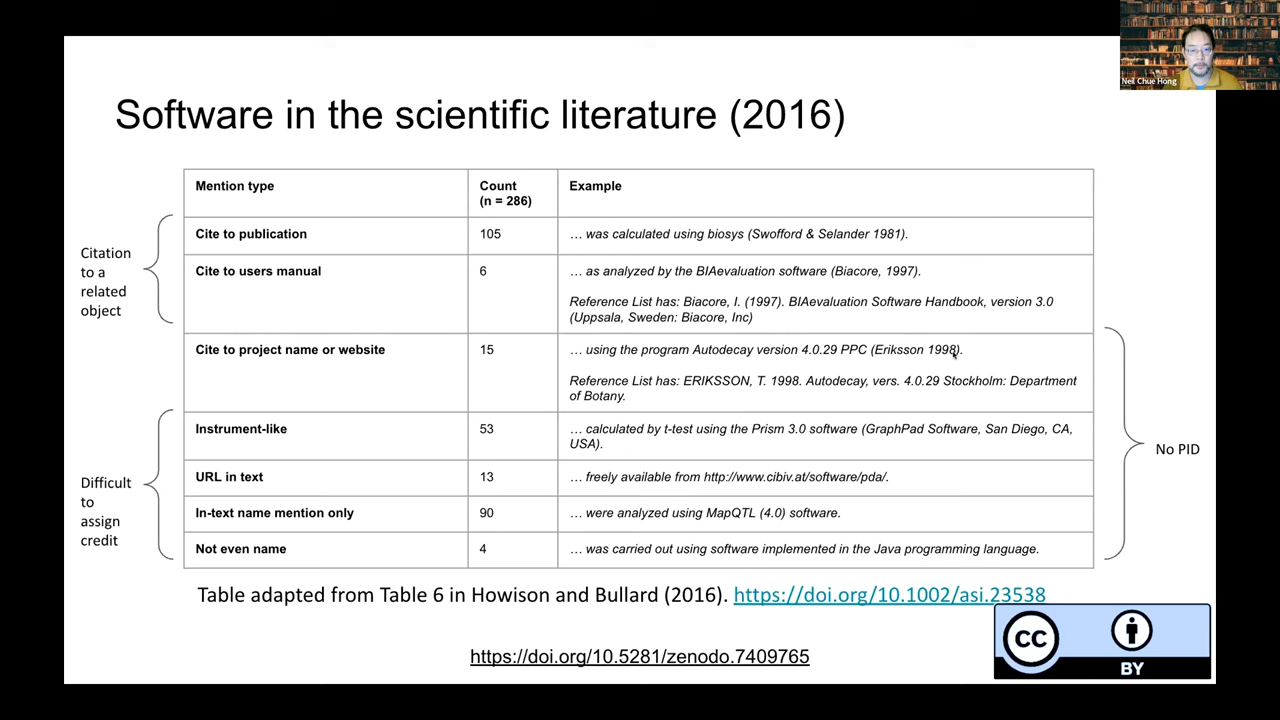 Neil Chue Hong
Software in the scientific literature (2016)
Mention type
Count
(n = 286)
Example
Cite to publication
105
… was calculated using biosys (Swofford & Selander 1981).
Cite to users manual
6
… as analyzed by the BIAevaluation software (Biacore, 1997).
Reference List has: Biacore, I. (1997). BIAevaluation Software Handbook, version 3.0
(Uppsala, Sweden: Biacore, Inc)
Cite to project name or website
15
… using the program Autodecay version 4.0.29 PPC (Eriksson 1998).
Reference List has: ERIKSSON, T. 1998. Autodecay, vers. 4.0.29 Stockholm: Department
of Botany.
Instrument-like
53
… calculated by t-test using the Prism 3.0 software (GraphPad Software, San Diego, CA,
USA).
URL in text
13
… freely available from http://www.cibiv.at/software/pda/.
In-text name mention only
90
… were analyzed using MapQTL (4.0) software.
Not even name
4
… was carried out using software implemented in the Java programming language.
Citation
to a
related
object
Difficult
to
assign
credit
No PID
Table adapted from Table 6 in Howison and Bullard (2016). https://doi.org/10.1002/asi.23538
https://doi.org/10.5281/zenodo.7409765
CC
BY